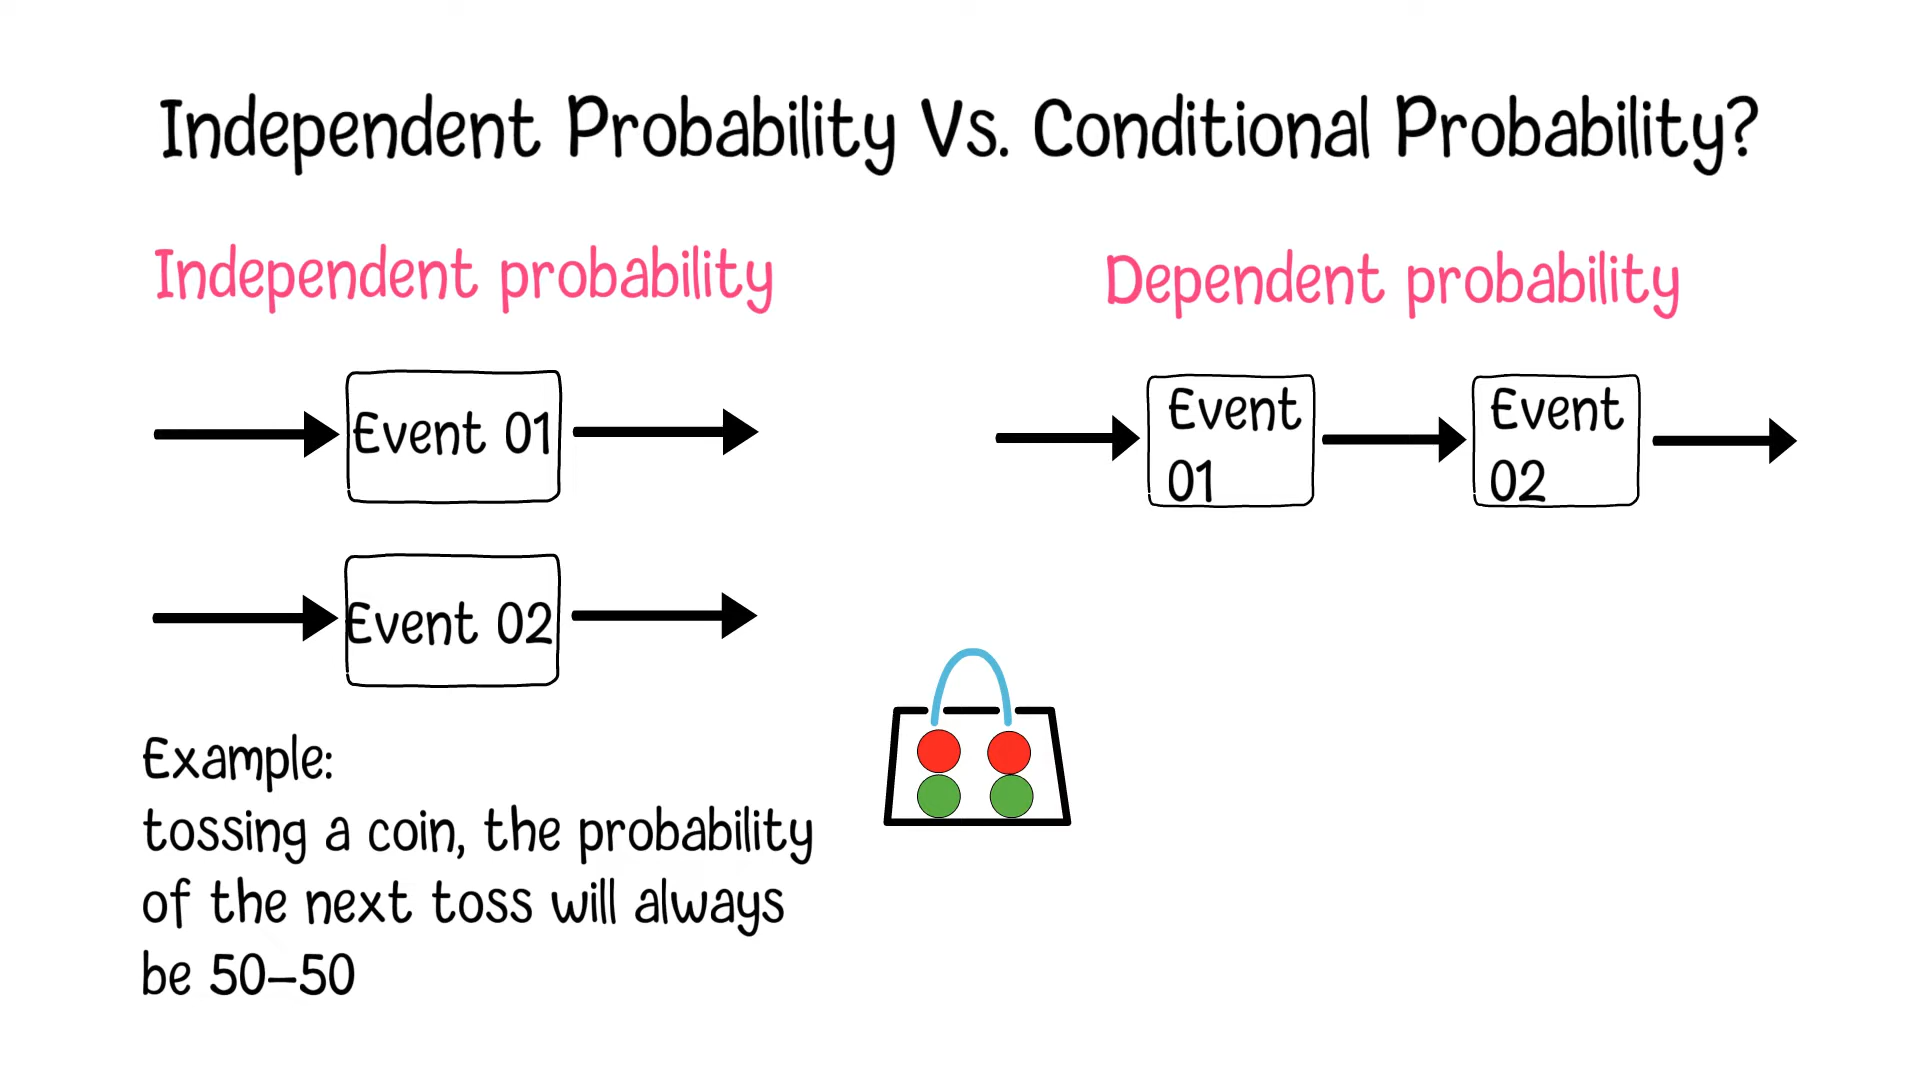 Independent Probability Vs. Conditional Probability?
Independent probability
Event 01
Event 02
Example:
tossing a coin, the probability
of the next toss will always
be 50–50
Dependent probability
Event
01
Event
02